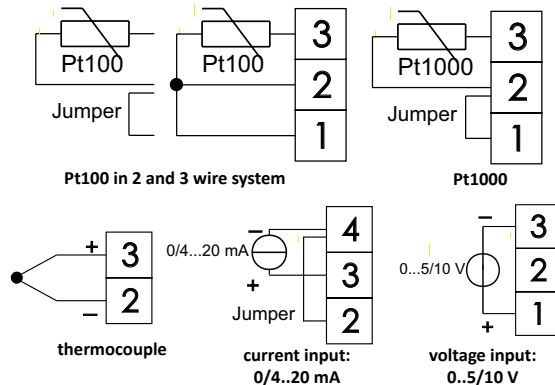 3
Pt100
2
Jumper
1
Pt100
Pt100 in 2 and 3 wire system
3
Pt1000
2
Jumper
1
Pt1000
+
3
2
–
thermocouple
–
4
0/4...20 mA
3
+
Jumper
2
current input:
0/4..20 mA
–
3
0...5/10 V
2
+
1
voltage input:
0..5/10 V